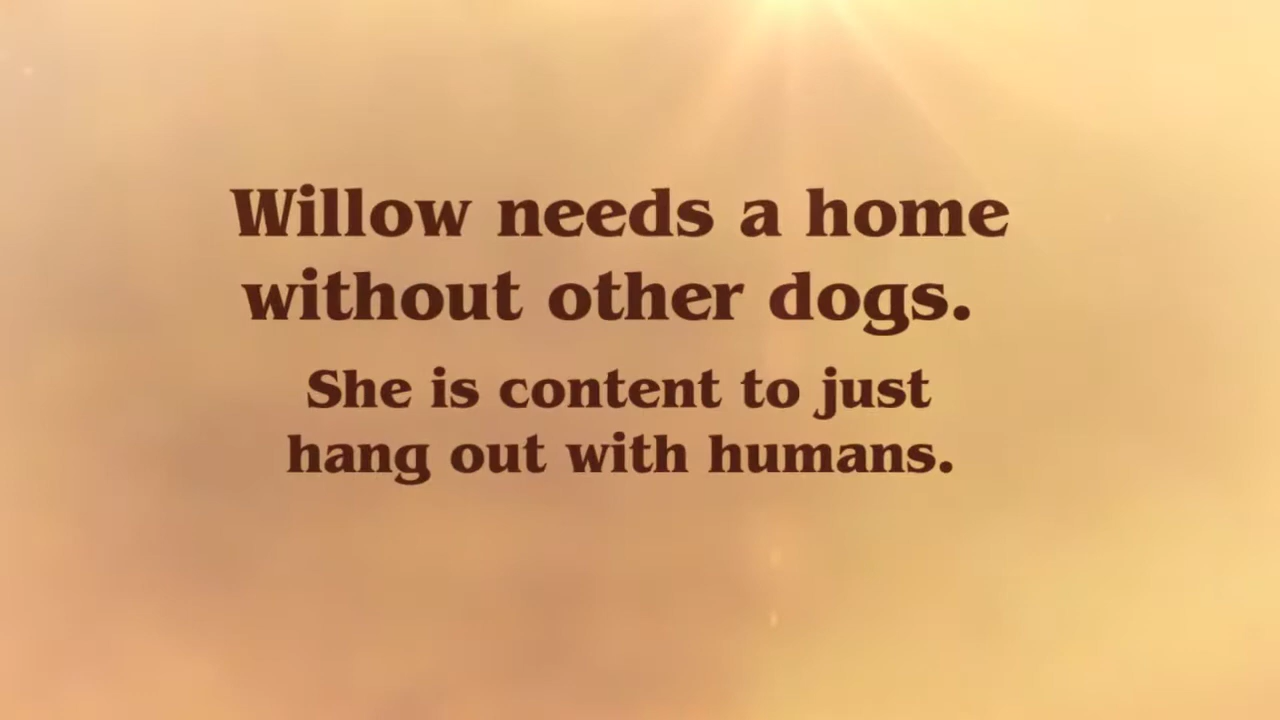 Willow needs a home
without other dogs.
She is content to just
hang out with humans.